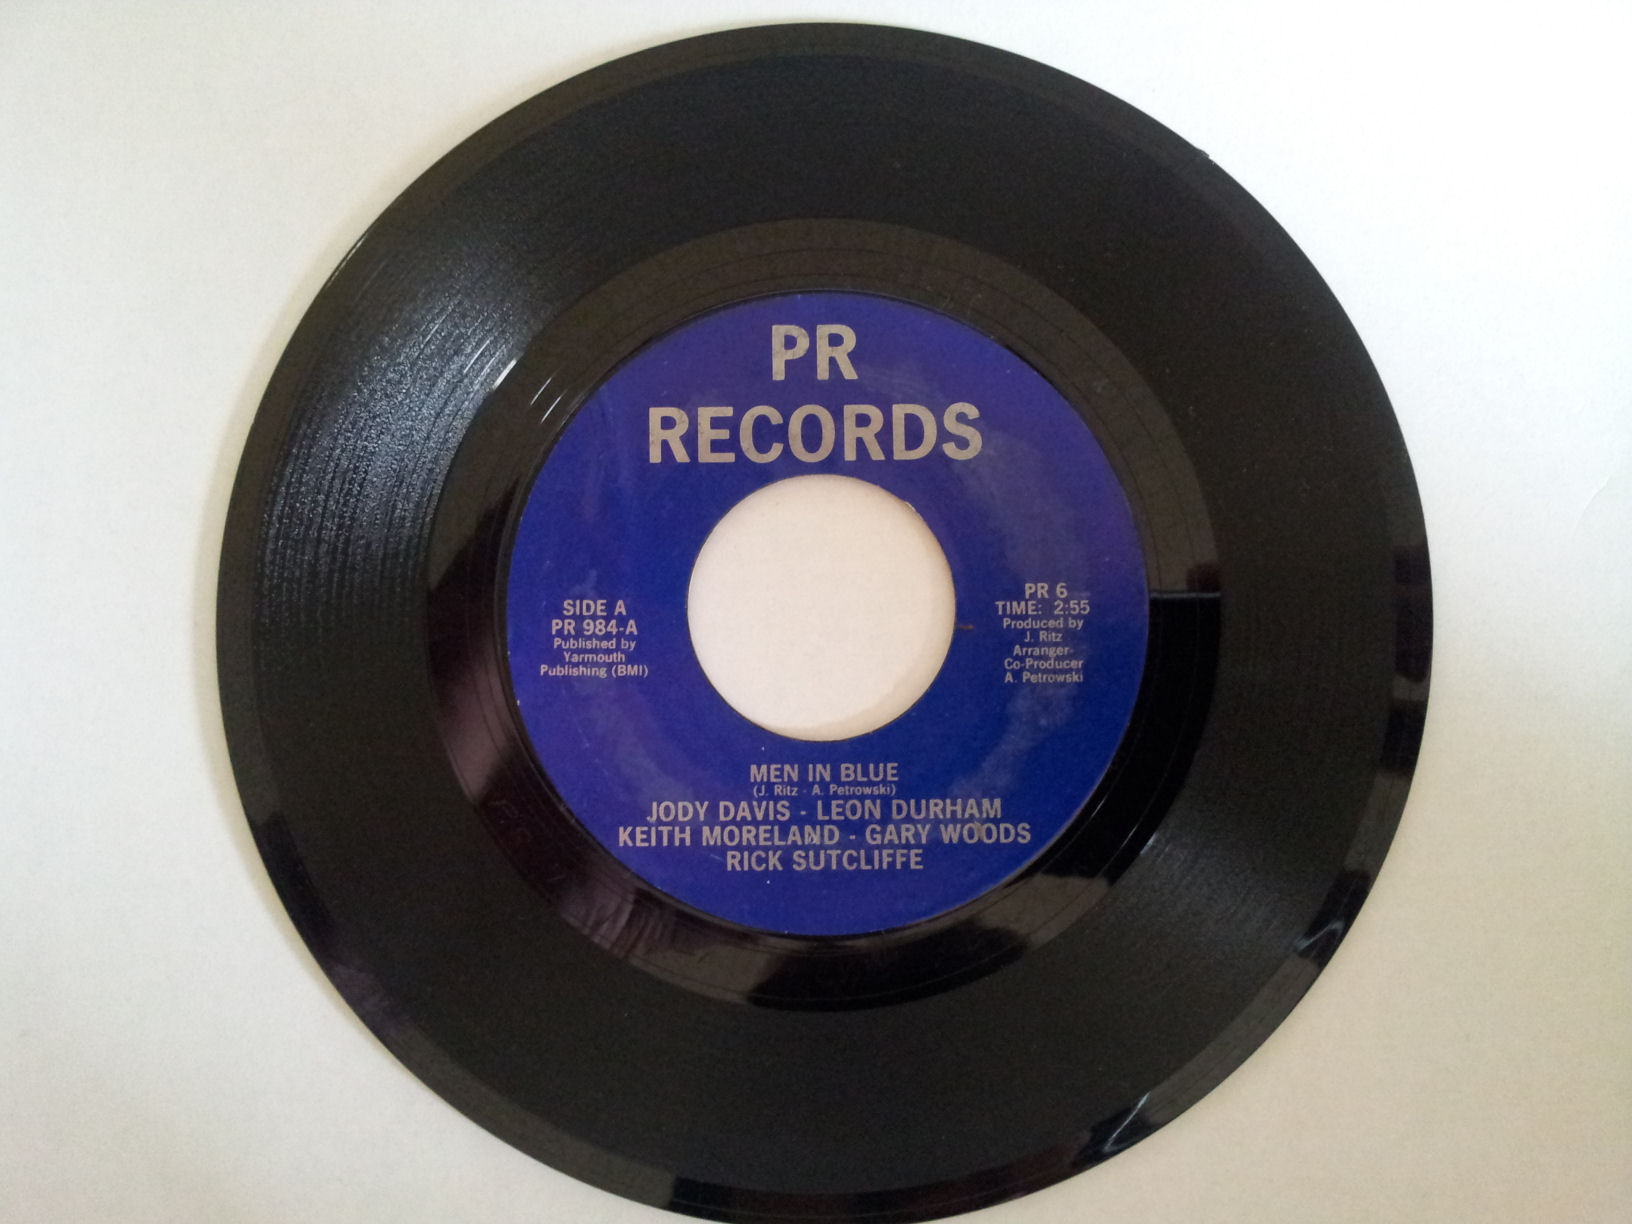 PR
RECORDS
SIDE A
PR 984-A
Published by
Yarmouth
Publishing (BMI)
PR 6
TIME: 2:55
Produced by
J. Ritz
Arranger-
Co-Producer
A. Petrowski
MEN IN BLUE
(J. Ritz - A. Petrowski)
JODY DAVIS - LEON DURHAM
KEITH MORELAND - GARY WOODS
RICK SUTCLIFFE